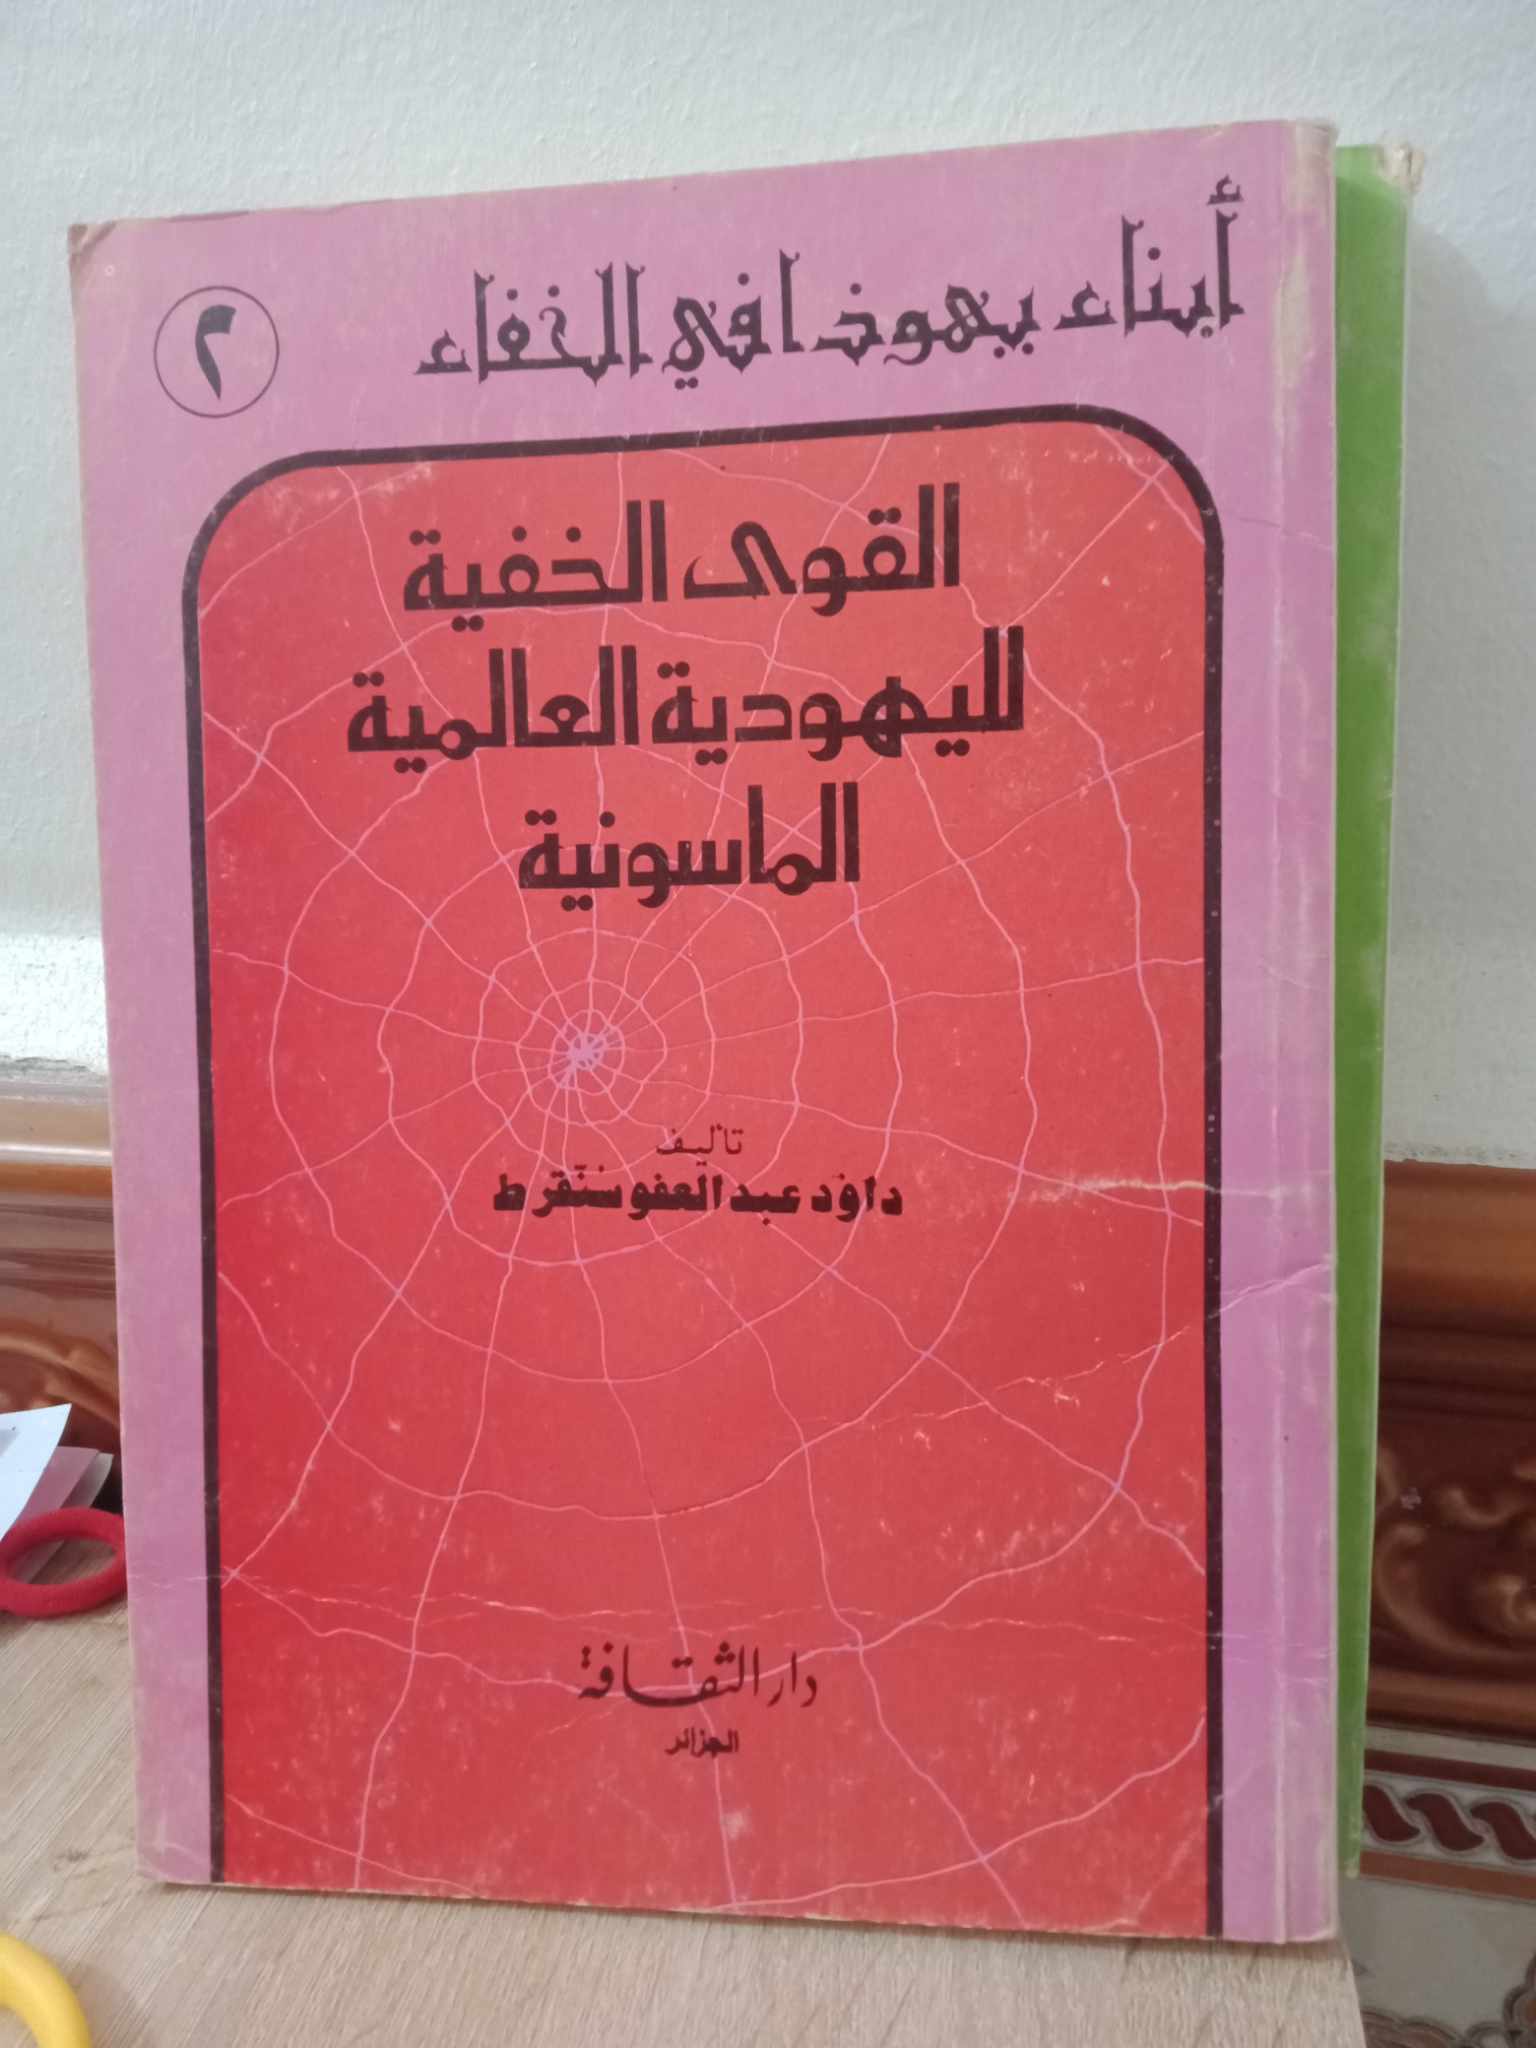 أبناء يهوذا في الخفاء
٢
القوى الخفية
لليهودية العالمية
الماسونية
تأليف
داود عبد العفو سنقرط
دار الثقافة
الجزائر